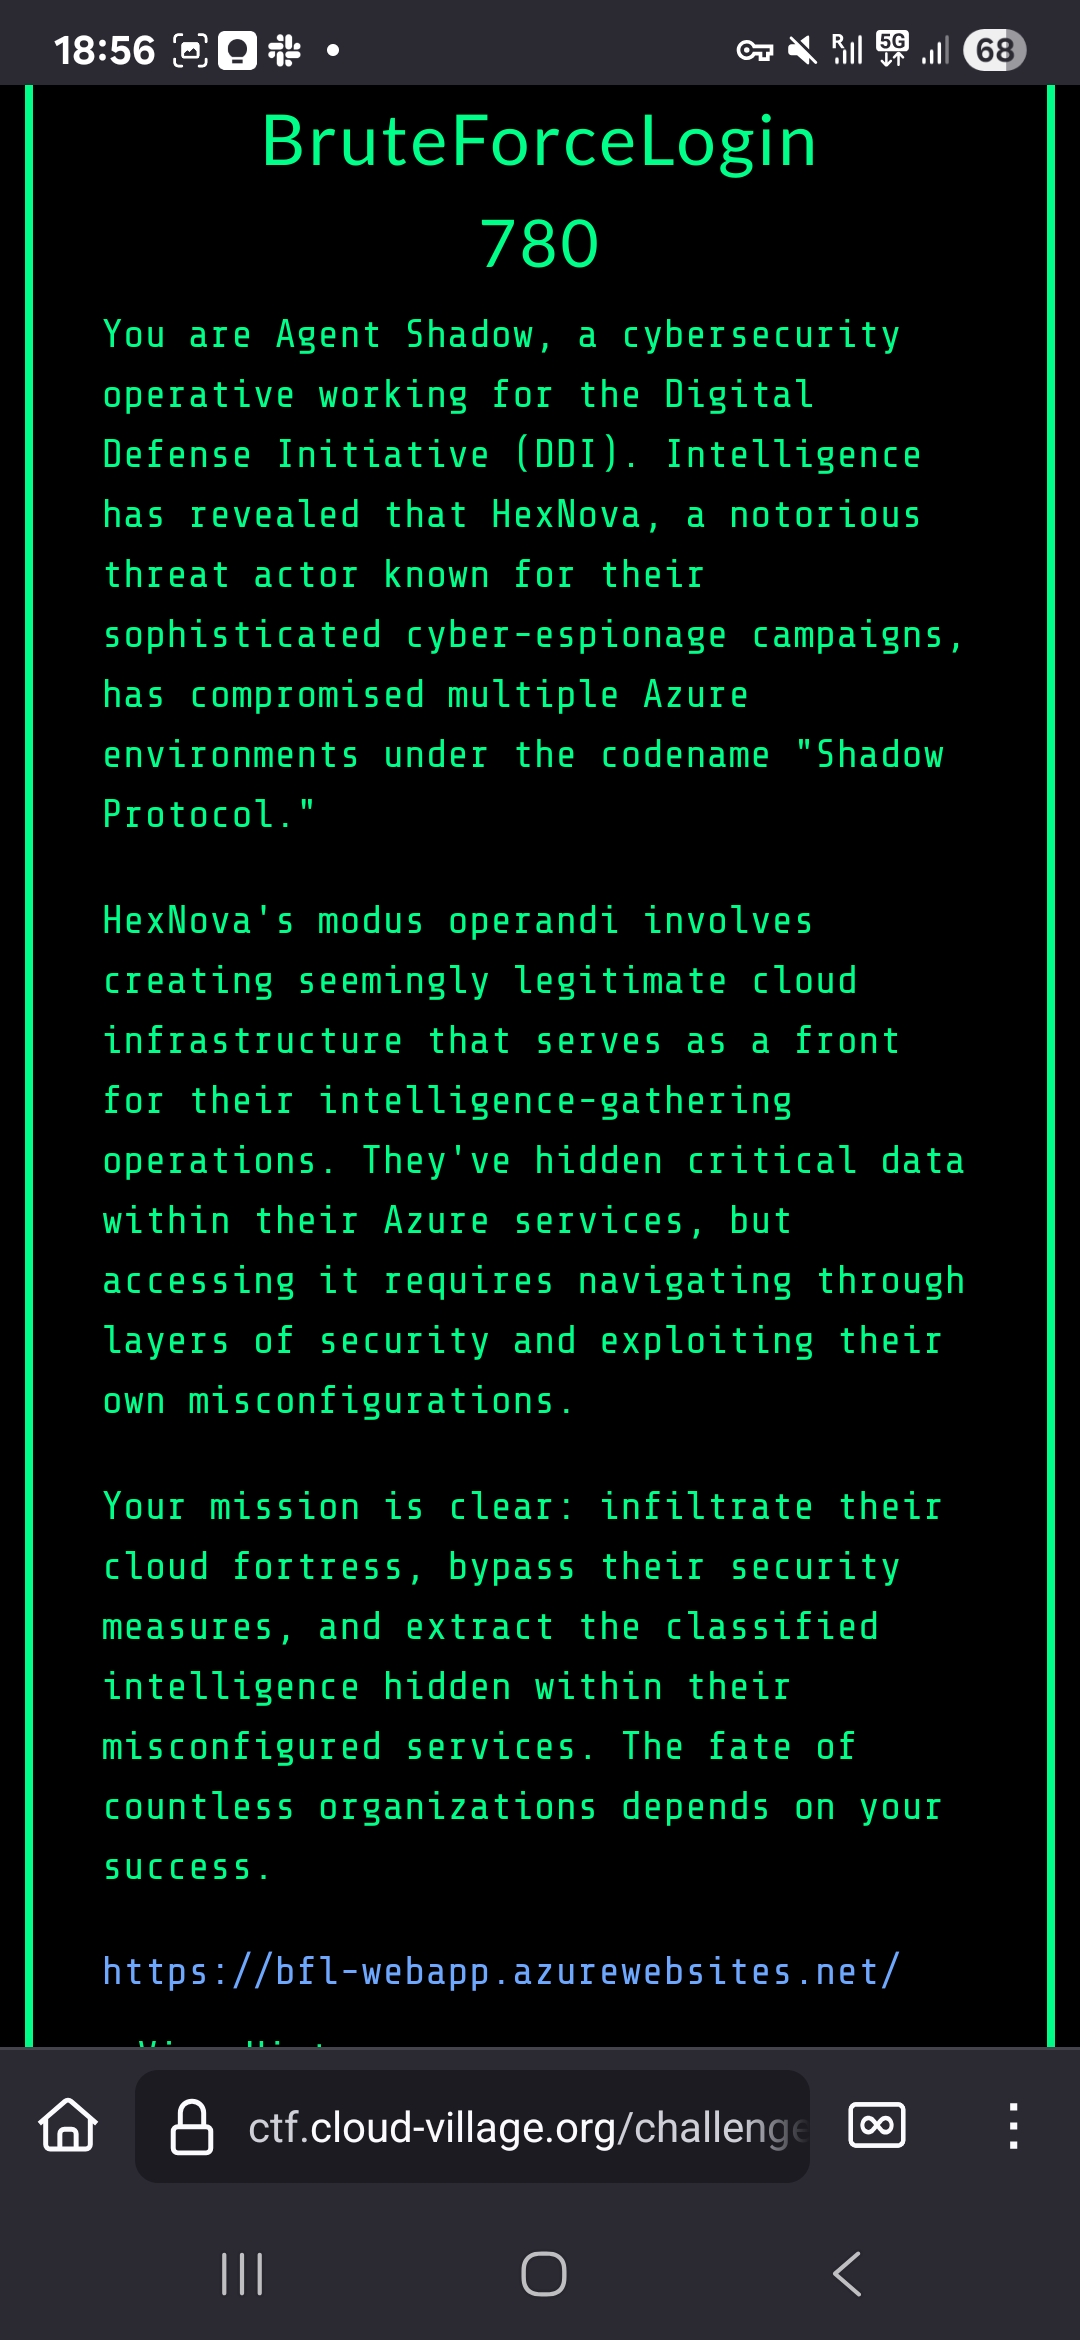 18:56
R
5G
68
BruteForceLogin
780
You are Agent Shadow, a cybersecurity
operative working for the Digital
Defense Initiative (DDI). Intelligence
has revealed that HexNova, a notorious
threat actor known for their
sophisticated cyber-espionage campaigns,
has compromised multiple Azure
environments under the codename "Shadow
Protocol."
HexNova's modus operandi involves
creating seemingly legitimate cloud
infrastructure that serves as a front
for their intelligence-gathering
operations. They've hidden critical data
within their Azure services, but
accessing it requires navigating through
layers of security and exploiting their
own misconfigurations.
Your mission is clear: infiltrate their
cloud fortress, bypass their security
measures, and extract the classified
intelligence hidden within their
misconfigured services. The fate of
countless organizations depends on your
success.
https://bfl-webapp.azurewebsites.net/
ctf.cloud-village.org/challenge